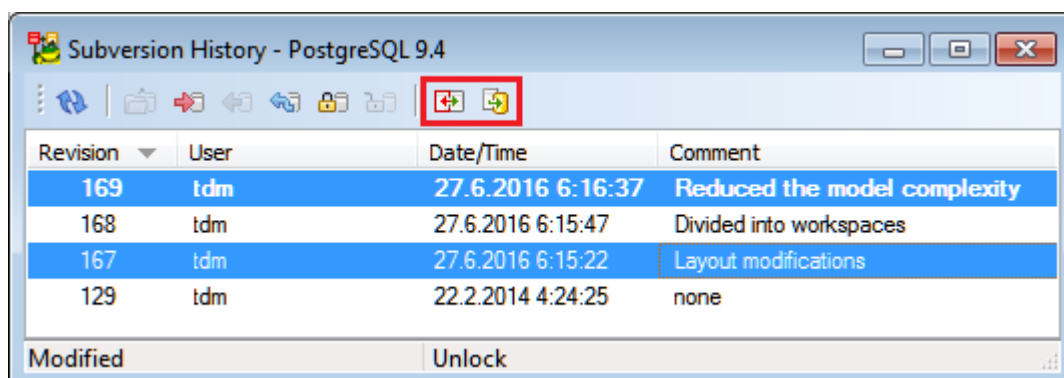 Subversion History - PostgreSQL 9.4
Revision User Date/Time Comment
169 tdm 27.6.2016 6:16:37 Reduced the model complexity
168 tdm 27.6.2016 6:15:47 Divided into workspaces
167 tdm 27.6.2016 6:15:22 Layout modifications
129 tdm 22.2.2014 4:24:25 none
Modified Unlock